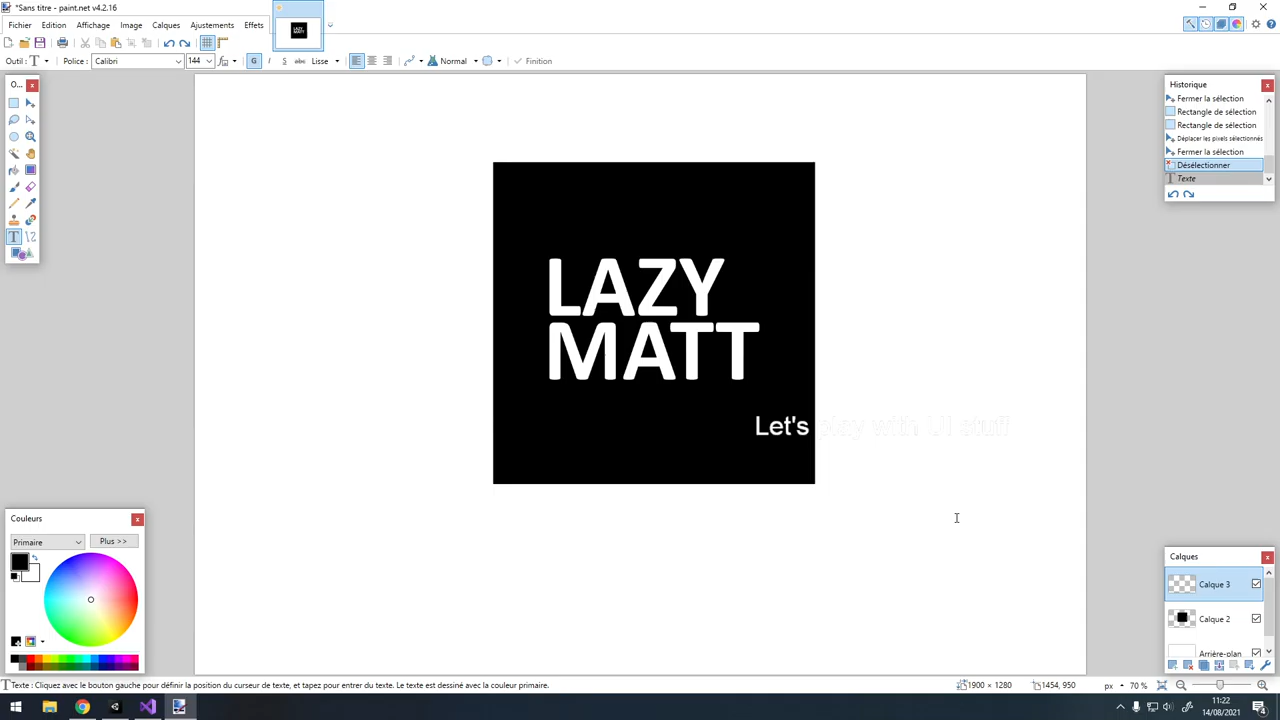 *Sans titre - paint.net v4.2.16
Fichier Edition Affichage Image Calques Ajustements Effets
LAZY MATT
Outil : T Police : Calibri 144 G I S abc Lisse Normal Finition
O...
Historique
Fermer la sélection
Rectangle de sélection
Rectangle de sélection
Déplacer les pixels sélectionnés
Fermer la sélection
Désélectionner
Texte
LAZY
MATT
Let's play with UI stuff
Couleurs
Primaire Plus >>
Calques
Calque 3
Calque 2
Arrière-plan
Texte : Cliquez avec le bouton gauche pour définir la position du curseur de texte, et tapez pour entrer du texte. Le texte est dessiné avec la couleur primaire. 1900 × 1280 1454, 950 px 70 %
11:22
14/08/2021
4